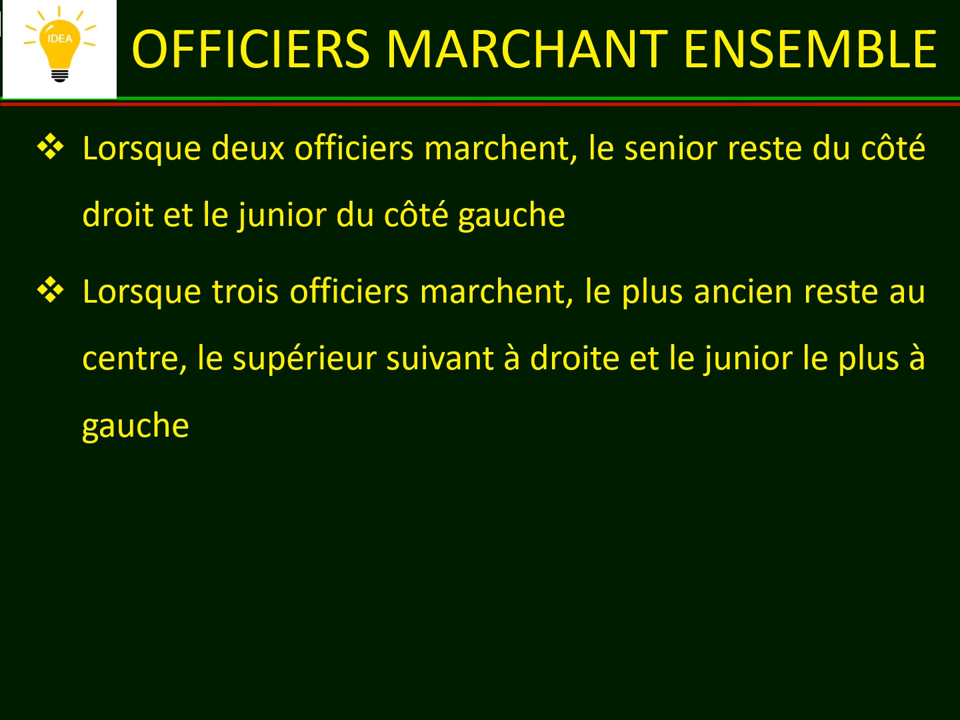 IDEA
OFFICIERS MARCHANT ENSEMBLE
❖ Lorsque deux officiers marchent, le senior reste du côté
droit et le junior du côté gauche
❖ Lorsque trois officiers marchent, le plus ancien reste au
centre, le supérieur suivant à droite et le junior le plus à
gauche